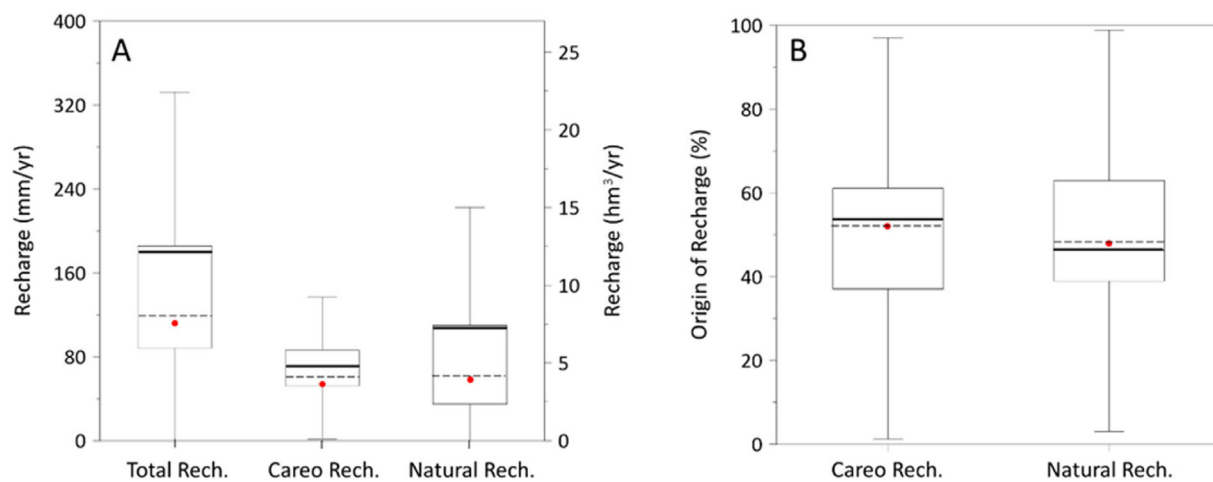 A
Recharge (mm/yr)
400
320
240
160
80
0
Recharge (hm³/yr)
25
20
15
10
5
0
Total Rech.
Careo Rech.
Natural Rech.
B
Origin of Recharge (%)
100
80
60
40
20
0
Careo Rech.
Natural Rech.